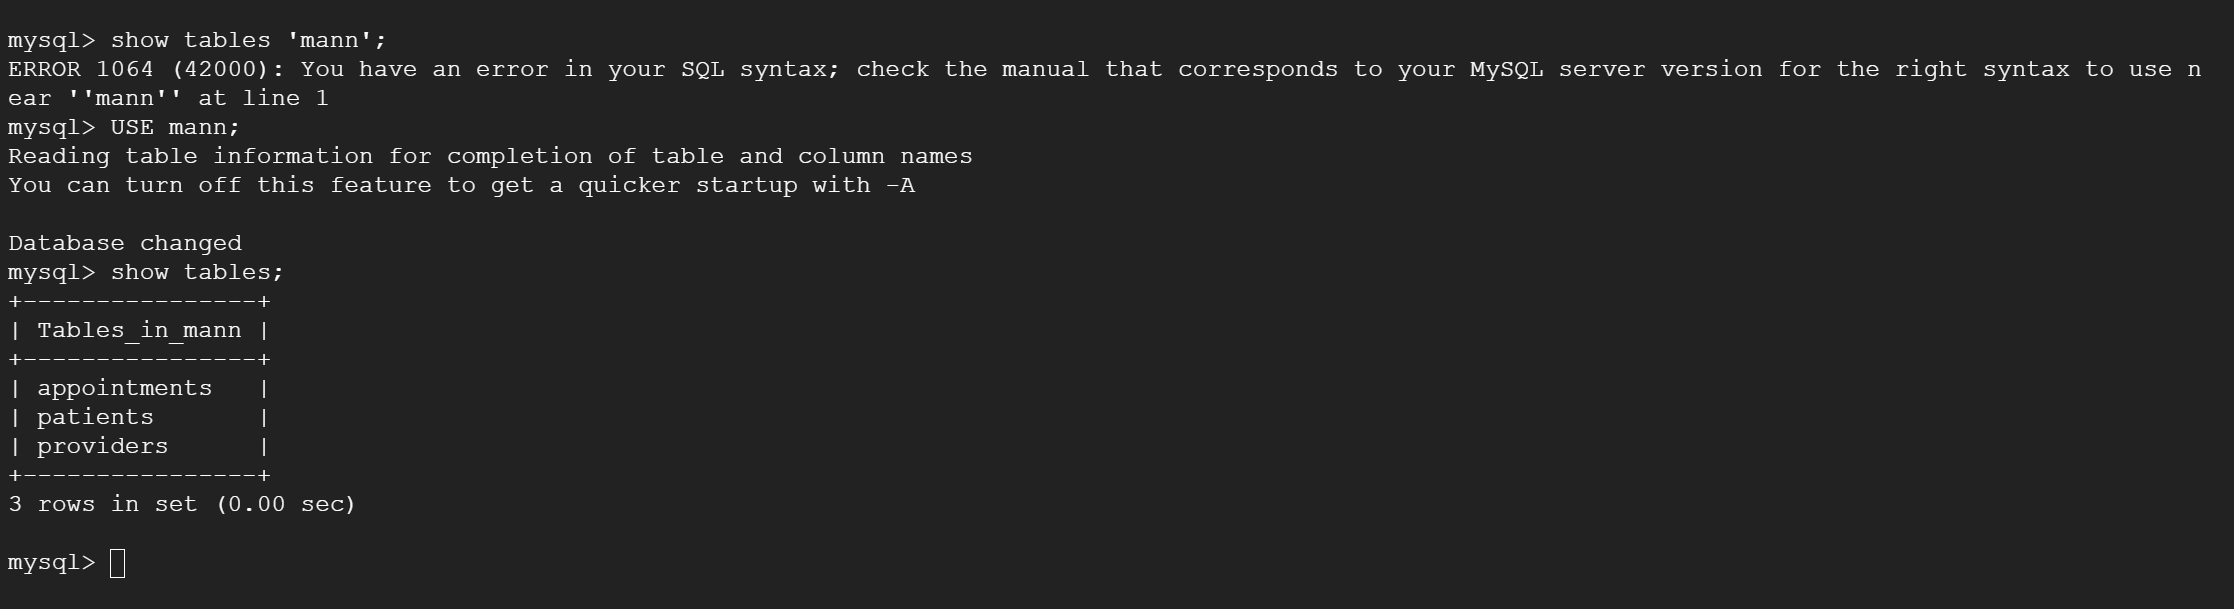 mysql> show tables 'mann';
ERROR 1064 (42000): You have an error in your SQL syntax; check the manual that corresponds to your MySQL server version for the right syntax to use n
ear ''mann'' at line 1
mysql> USE mann;
Reading table information for completion of table and column names
You can turn off this feature to get a quicker startup with -A

Database changed
mysql> show tables;
+----------------+
| Tables_in_mann |
+----------------+
| appointments   |
| patients       |
| providers      |
+----------------+
3 rows in set (0.00 sec)

mysql>